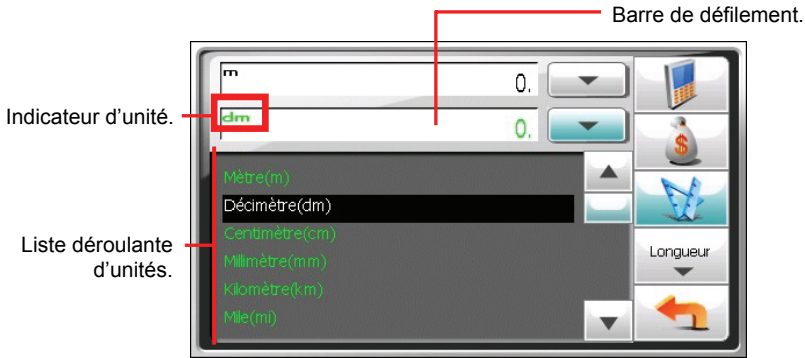 Barre de défilement.
m
0.
Indicateur d'unité.
dm
0.
Mètre(m)
Décimètre(dm)
Centimètre(cm)
Millimètre(mm)
Kilomètre(km)
Mile(mi)
Liste déroulante
d'unités.
$
Longueur